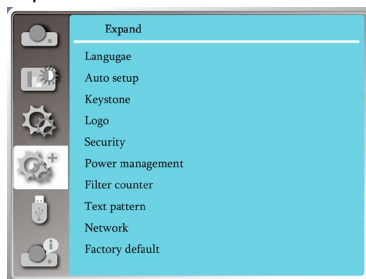 Expand
Langugae
Auto setup
Keystone
Logo
Security
Power management
Filter counter
Text pattern
Network
Factory default